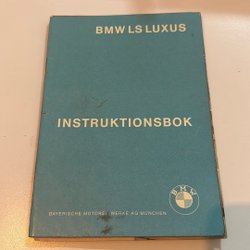 BMW LS LUXUS
INSTRUKTIONSBOK
BMW
BAYERISCHE MOTOREN WERKE AG MÜNCHEN